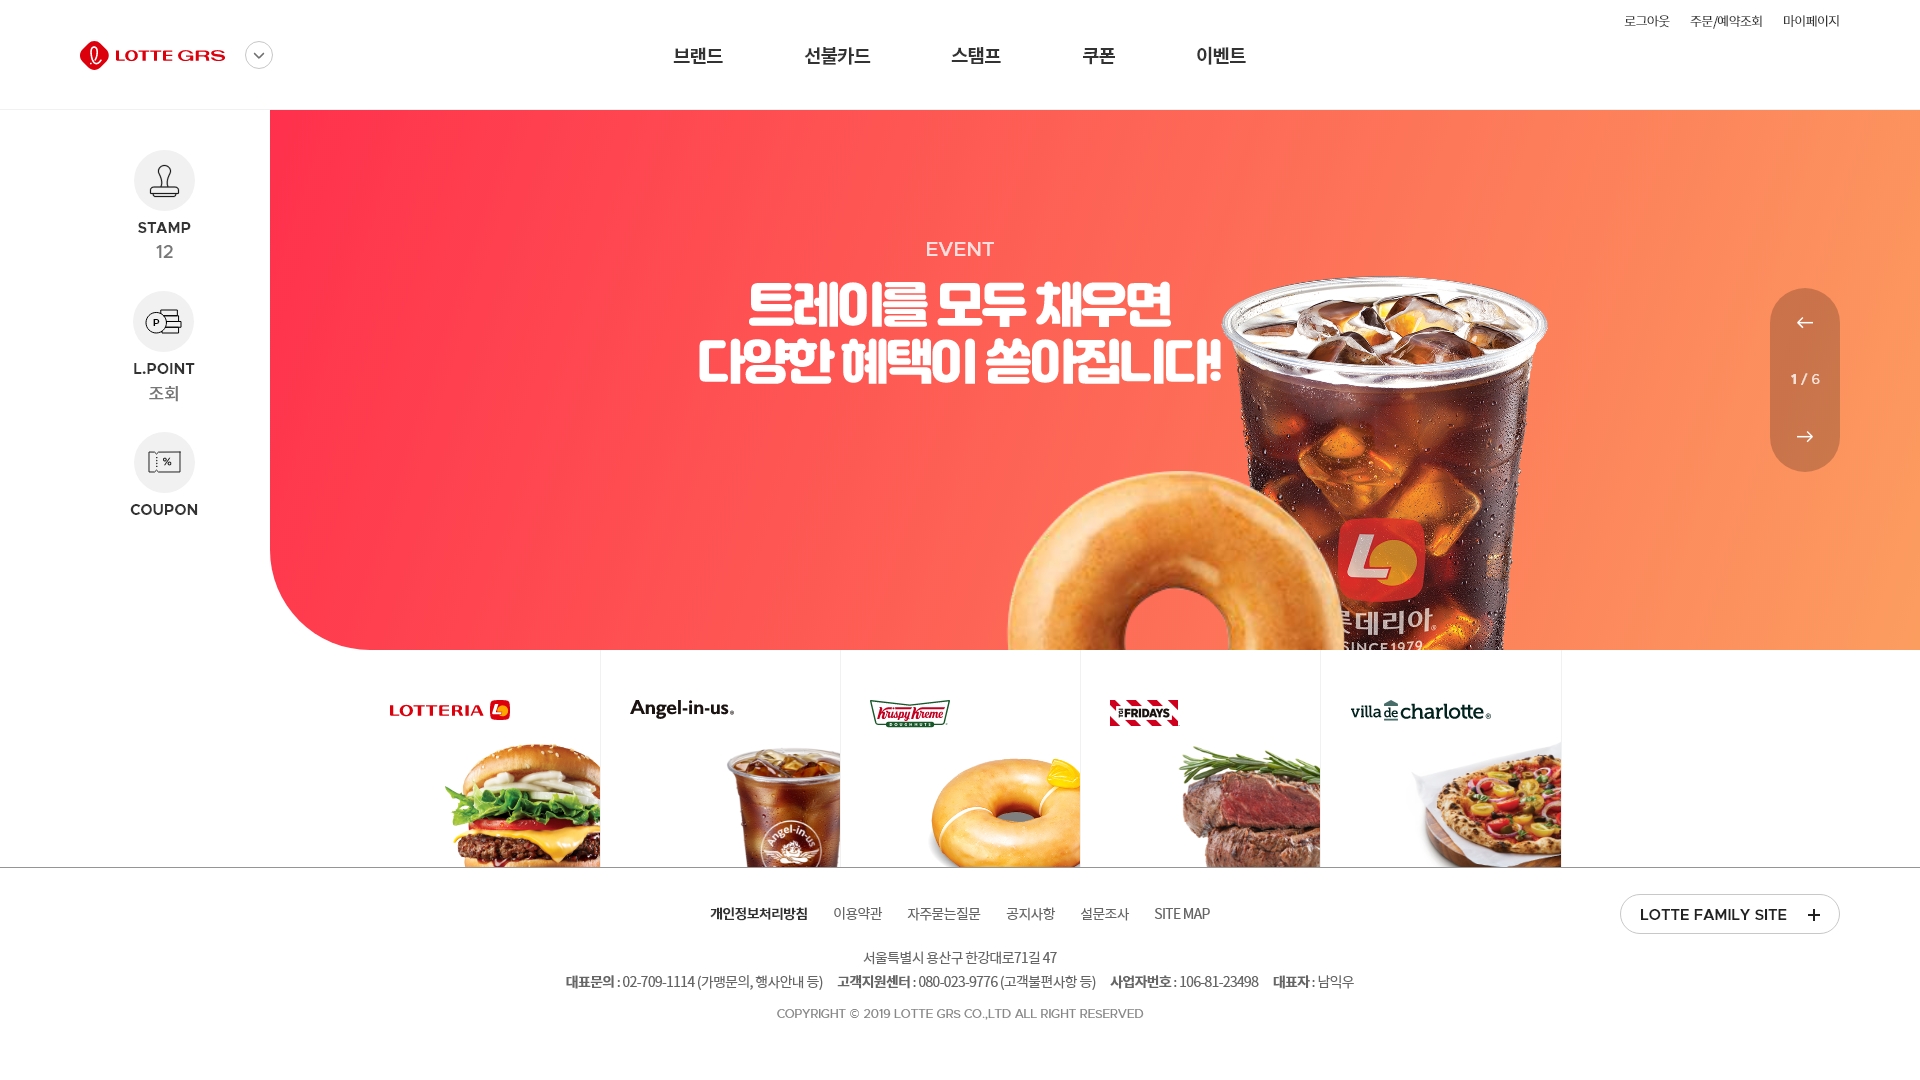 로그아웃 주문/예약조회 마이페이지
LOTTE GRS
브랜드 선불카드 스탬프 쿠폰 이벤트
STAMP
12
P
L.POINT
조회
%
COUPON
EVENT
트레이를 모두 채우면
다양한 혜택이 쏟아집니다!
롯데리아
SINCE 1979
1 / 6
LOTTERIA
Angel-in-us
Krispy Kreme
DOUGHNUTS
TGI FRIDAYS
villa de charlotte
Angel-in-us
개인정보처리방침 이용약관 자주묻는질문 공지사항 설문조사 SITE MAP
LOTTE FAMILY SITE +
서울특별시 용산구 한강대로71길 47
대표문의 : 02-709-1114 (가맹문의, 행사안내 등) 고객지원센터 : 080-023-9776 (고객불편사항 등) 사업자번호 : 106-81-23498 대표자 : 남익우
COPYRIGHT © 2019 LOTTE GRS CO.,LTD ALL RIGHT RESERVED